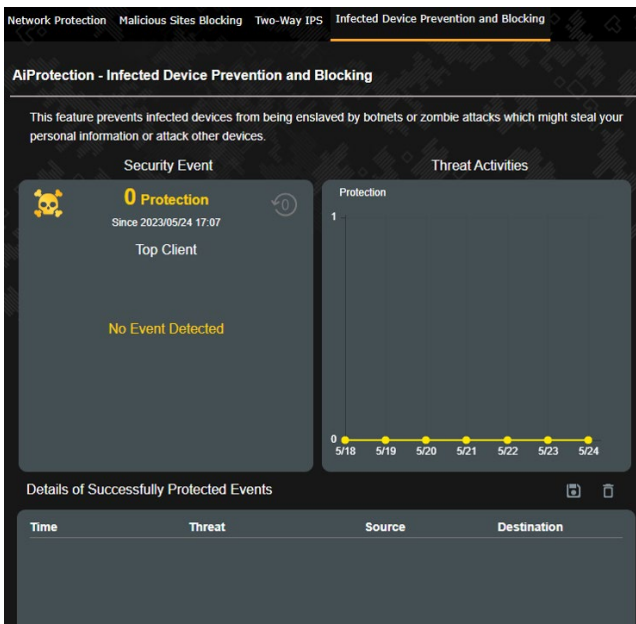 Network Protection Malicious Sites Blocking Two-Way IPS Infected Device Prevention and Blocking
AiProtection - Infected Device Prevention and Blocking
This feature prevents infected devices from being enslaved by botnets or zombie attacks which might steal your
personal information or attack other devices.
Security Event
0 Protection
0
Since 2023/05/24 17:07
Top Client
No Event Detected
Threat Activities
Protection
1
0
5/18 5/19 5/20 5/21 5/22 5/23 5/24
Details of Successfully Protected Events
Time Threat Source Destination